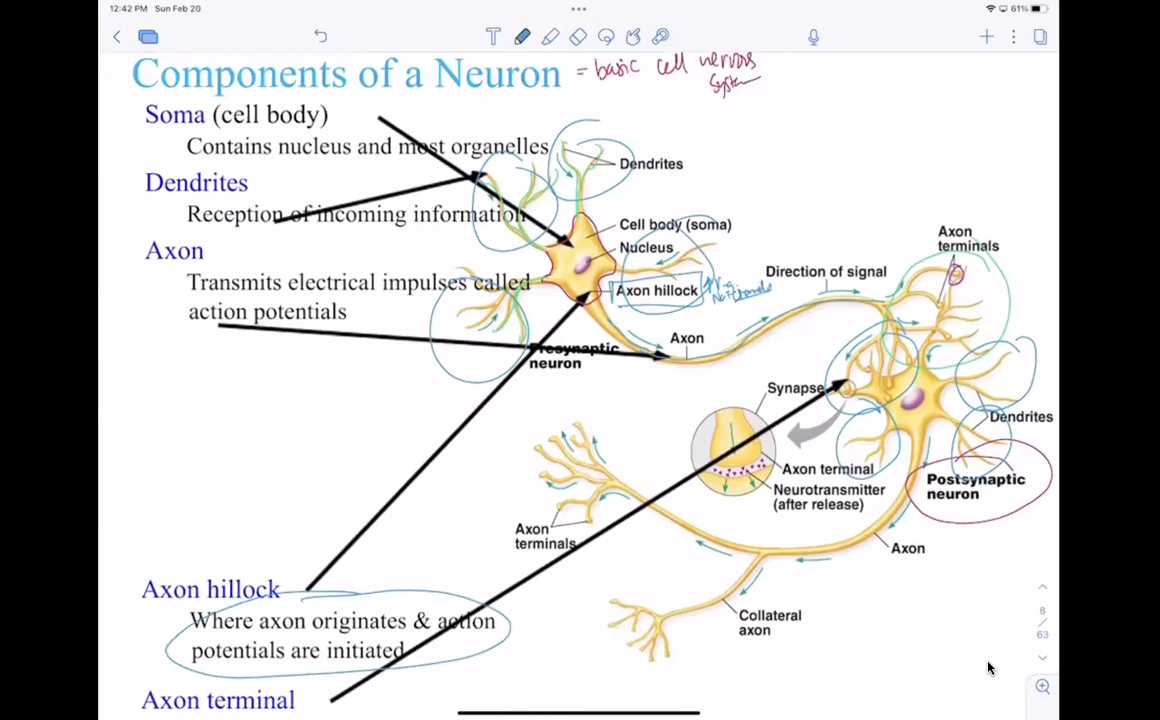 12:42 PM Sun Feb 20
61%
Components of a Neuron = basic cell nervous
system
Soma (cell body)
Contains nucleus and most organelles
Dendrites
Reception of incoming information
Axon
Transmits electrical impulses called
action potentials
Axon hillock
Where axon originates & action
potentials are initiated
Axon terminal
Dendrites
Cell body (soma)
Nucleus
Axon hillock
Direction of signal
Axon
terminals
Axon
Presynaptic
neuron
Synapse
Dendrites
Axon terminal
Neurotransmitter
(after release)
Postsynaptic
neuron
Axon
terminals
Axon
Collateral
axon
8
/
63